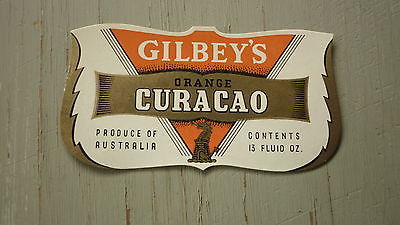 GILBEY'S
ORANGE
CURACAO
PRODUCE OF
AUSTRALIA
CONTENTS
13 FLUID OZ.